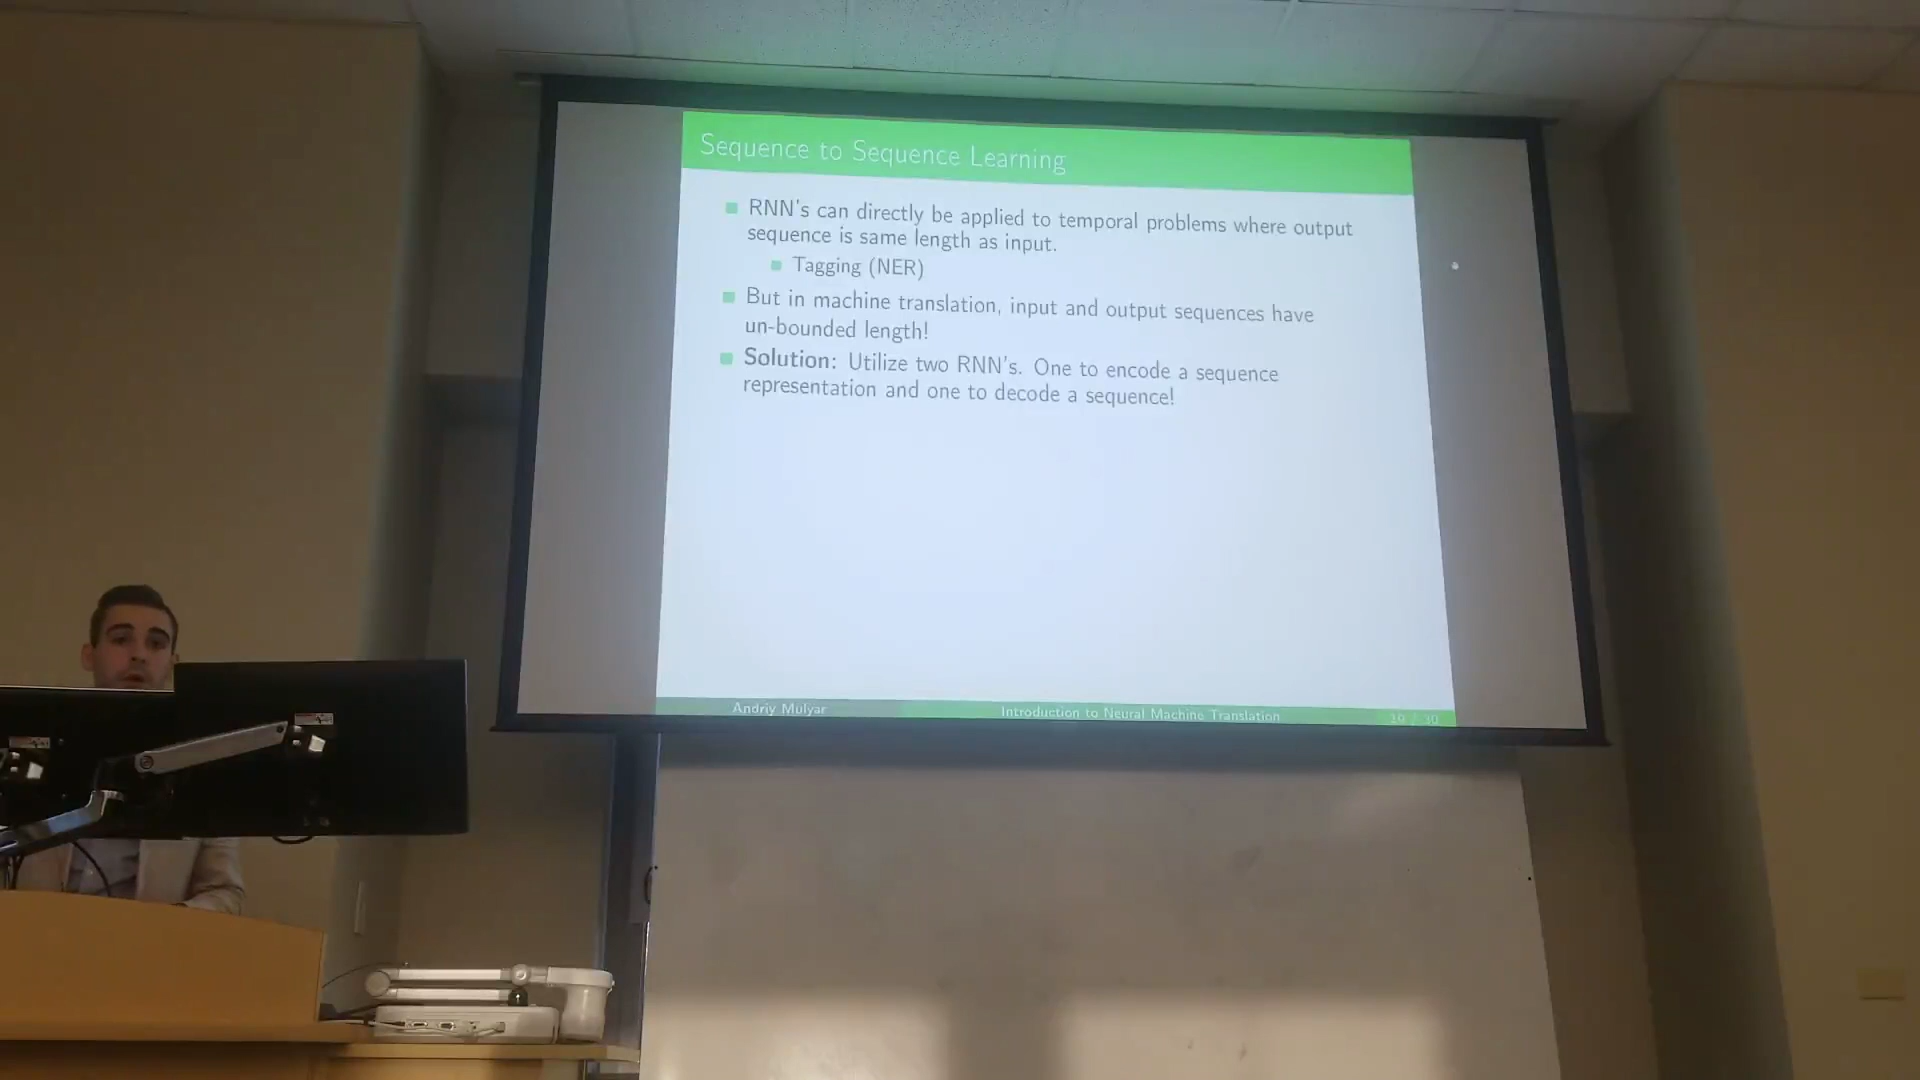 Sequence to Sequence Learning
RNN's can directly be applied to temporal problems where output
sequence is same length as input.
Tagging (NER)
But in machine translation, input and output sequences have
un-bounded length!
Solution: Utilize two RNN's. One to encode a sequence
representation and one to decode a sequence!
Andriy Mulyar
Introduction to Neural Machine Translation